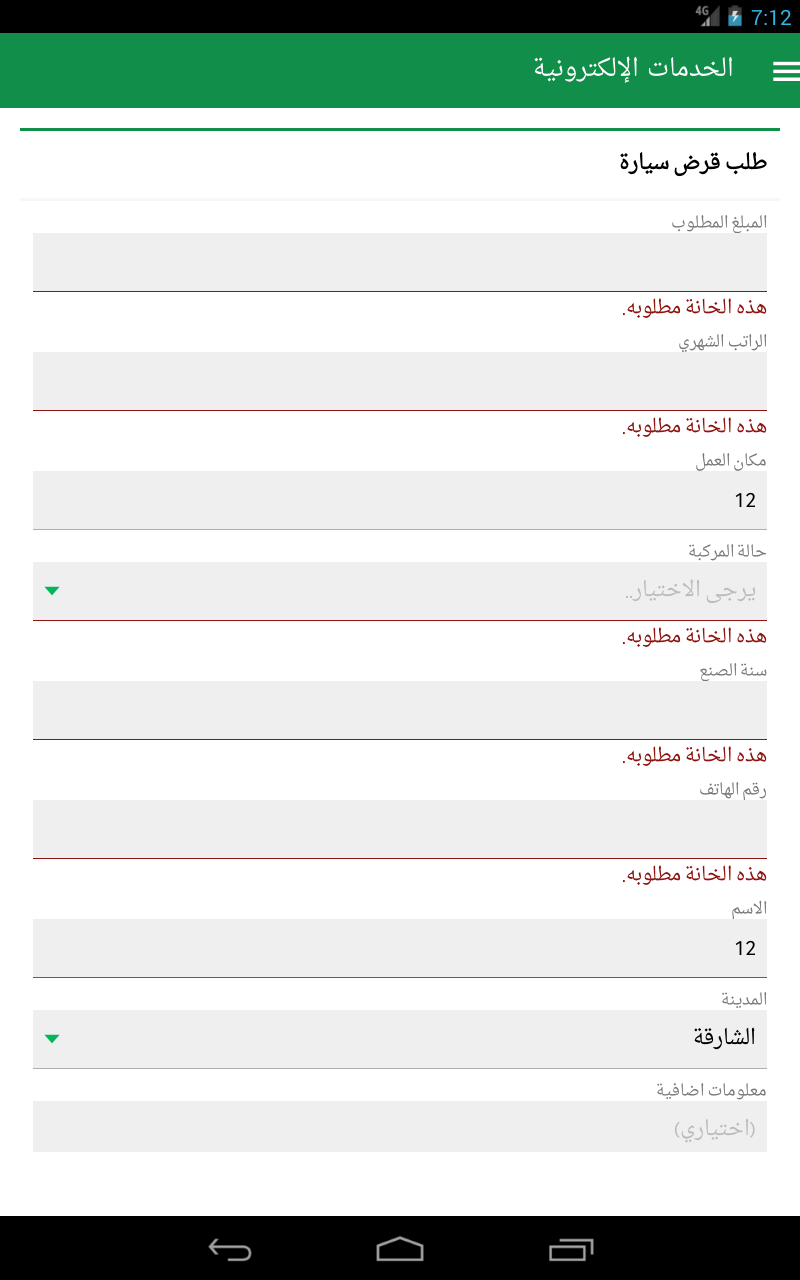 4G 7:12
الخدمات الإلكترونية
طلب قرض سيارة
المبلغ المطلوب
هذه الخانة مطلوبه.
الراتب الشهري
هذه الخانة مطلوبه.
مكان العمل
12
حالة المركبة
يرجى الاختيار..
هذه الخانة مطلوبه.
سنة الصنع
هذه الخانة مطلوبه.
رقم الهاتف
هذه الخانة مطلوبه.
الاسم
12
المدينة
الشارقة
معلومات اضافية
(اختياري)